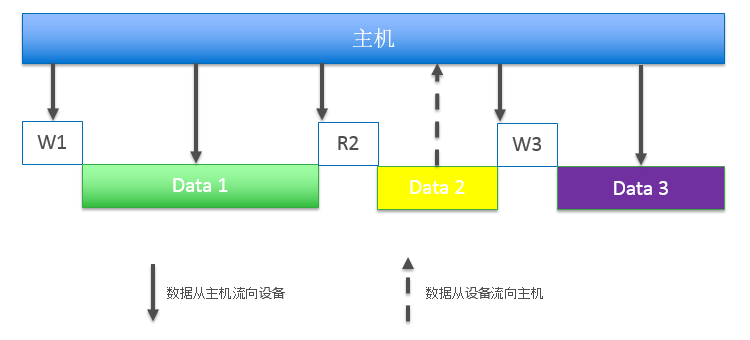 主机
W1
R2
W3
Data 1
Data 2
Data 3
数据从主机流向设备
数据从设备流向主机